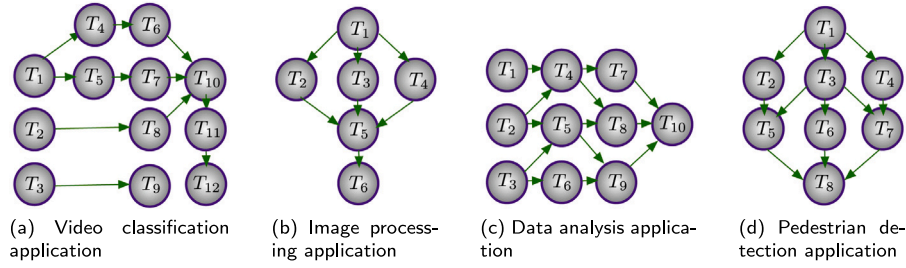 T4 T6
T1 T5 T7 T10
T2 T8 T11
T3 T9 T12
(a) Video classification
application
T1
T2 T3 T4
T5
T6
(b) Image process-
ing application
T1 T4 T7
T2 T5 T8 T10
T3 T6 T9
(c) Data analysis applica-
tion
T1
T2 T3 T4
T5 T6 T7
T8
(d) Pedestrian de-
tection application